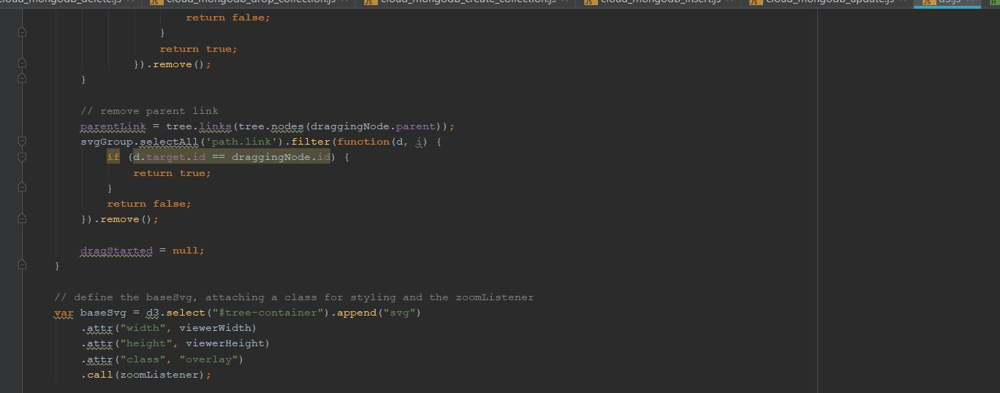 cloud_mongodb_delete.js cloud_mongodb_drop_collection.js cloud_mongodb_create_collection.js cloud_mongodb_insert.js cloud_mongodb_update.js d3.js
return false;
}
return true;
}).remove();
}
// remove parent link
parentLink = tree.links(tree.nodes(draggingNode.parent));
svgGroup.selectAll('path.link').filter(function(d, i) {
if (d.target.id == draggingNode.id) {
return true;
}
return false;
}).remove();
dragStarted = null;
}
// define the baseSvg, attaching a class for styling and the zoomListener
var baseSvg = d3.select("#tree-container").append("svg")
.attr("width", viewerWidth)
.attr("height", viewerHeight)
.attr("class", "overlay")
.call(zoomListener);